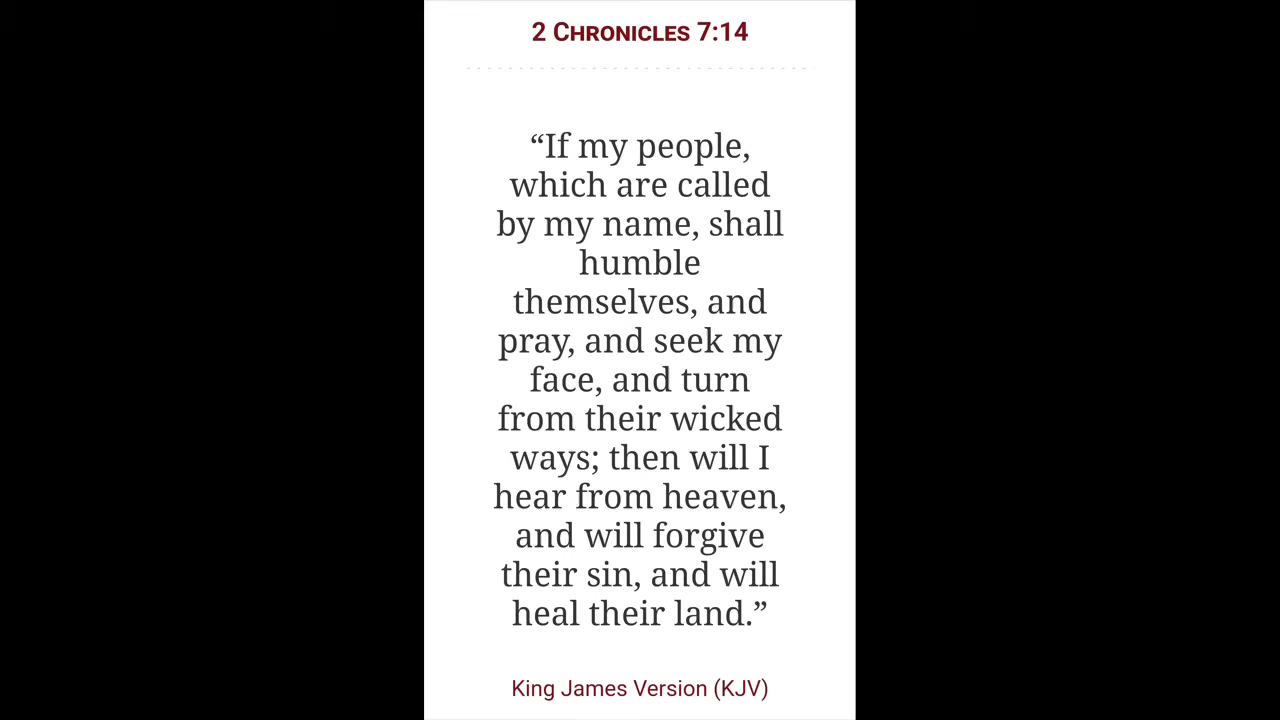 2 Chronicles 7:14
“If my people,
which are called
by my name, shall
humble
themselves, and
pray, and seek my
face, and turn
from their wicked
ways; then will I
hear from heaven,
and will forgive
their sin, and will
heal their land.”
King James Version (KJV)